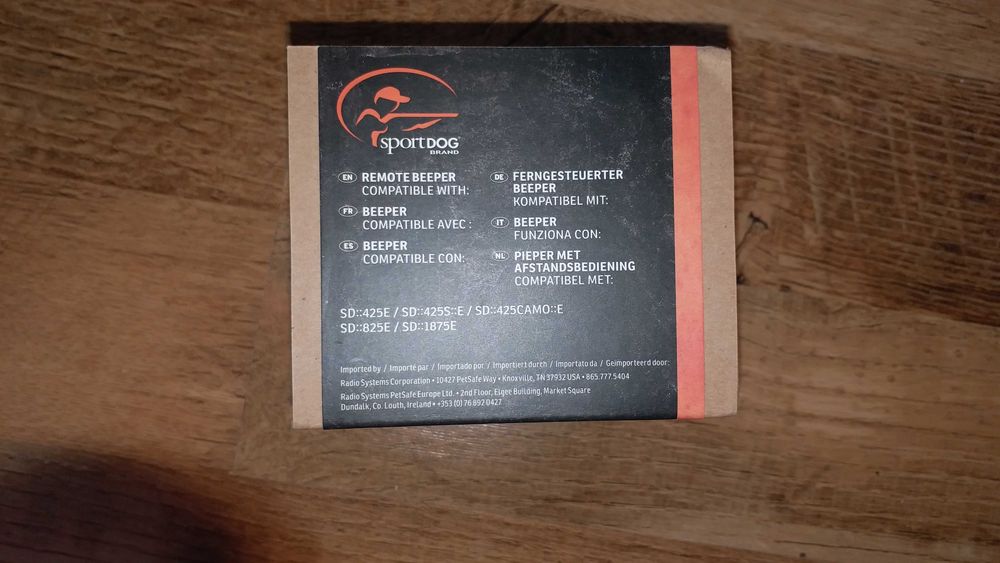 sportDOG
BRAND
EN REMOTE BEEPER
COMPATIBLE WITH:
FR BEEPER
COMPATIBLE AVEC :
ES BEEPER
COMPATIBLE CON:
DE FERNGESTEUERTER
BEEPER
KOMPATIBEL MIT:
IT BEEPER
FUNZIONA CON:
NL PIEPER MET
AFSTANDSBEDIENING
COMPATIBEL MET:
SD::425E / SD::425S::E / SD::425CAMO::E
SD::825E / SD::1875E
Imported by / Importé par / Importado por / Importiert durch / Importato da / Geïmporteerd door:
Radio Systems Corporation • 10427 PetSafe Way • Knoxville, TN 37932 USA • 865.777.5404
Radio Systems PetSafe Europe Ltd. • 2nd Floor, Elgee Building, Market Square
Dundalk, Co. Louth, Ireland • +353 (0) 76 892 0427